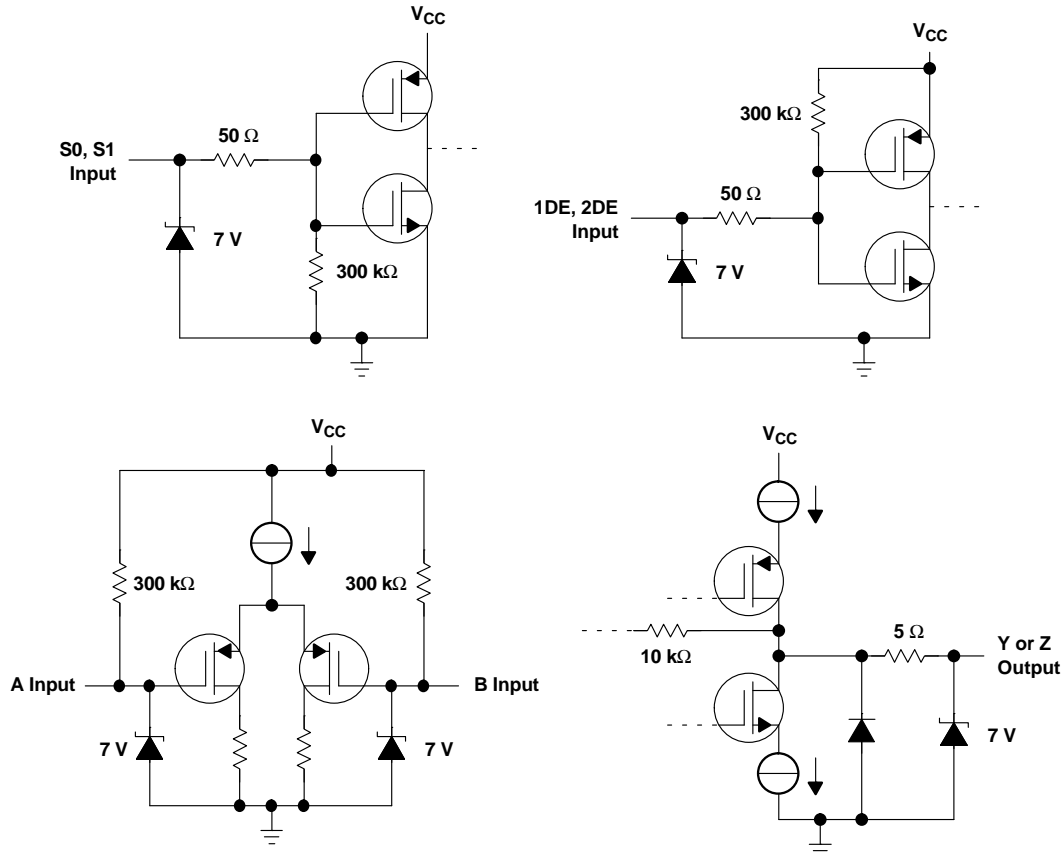 VCC
50 Ω
S0, S1
Input
7 V
300 kΩ
VCC
300 kΩ
50 Ω
1DE, 2DE
Input
7 V
VCC
300 kΩ
300 kΩ
A Input
B Input
7 V
7 V
VCC
5 Ω
10 kΩ
Y or Z
Output
7 V